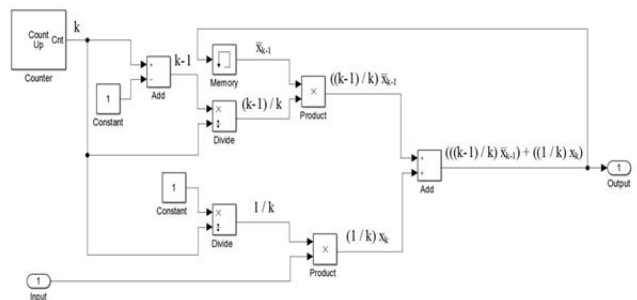 k
Count
Up
Cnt
Counter
1
Constant
+
−
Add
k-1
Memory
x̄k-1
×
÷
Divide
(k-1) / k
×
Product
((k-1) / k) x̄k-1
+
+
Add
(((k-1) / k) x̄k-1) + ((1 / k) xk)
1
Output
1
Constant
×
÷
Divide
1 / k
×
Product
(1 / k) xk
1
Input